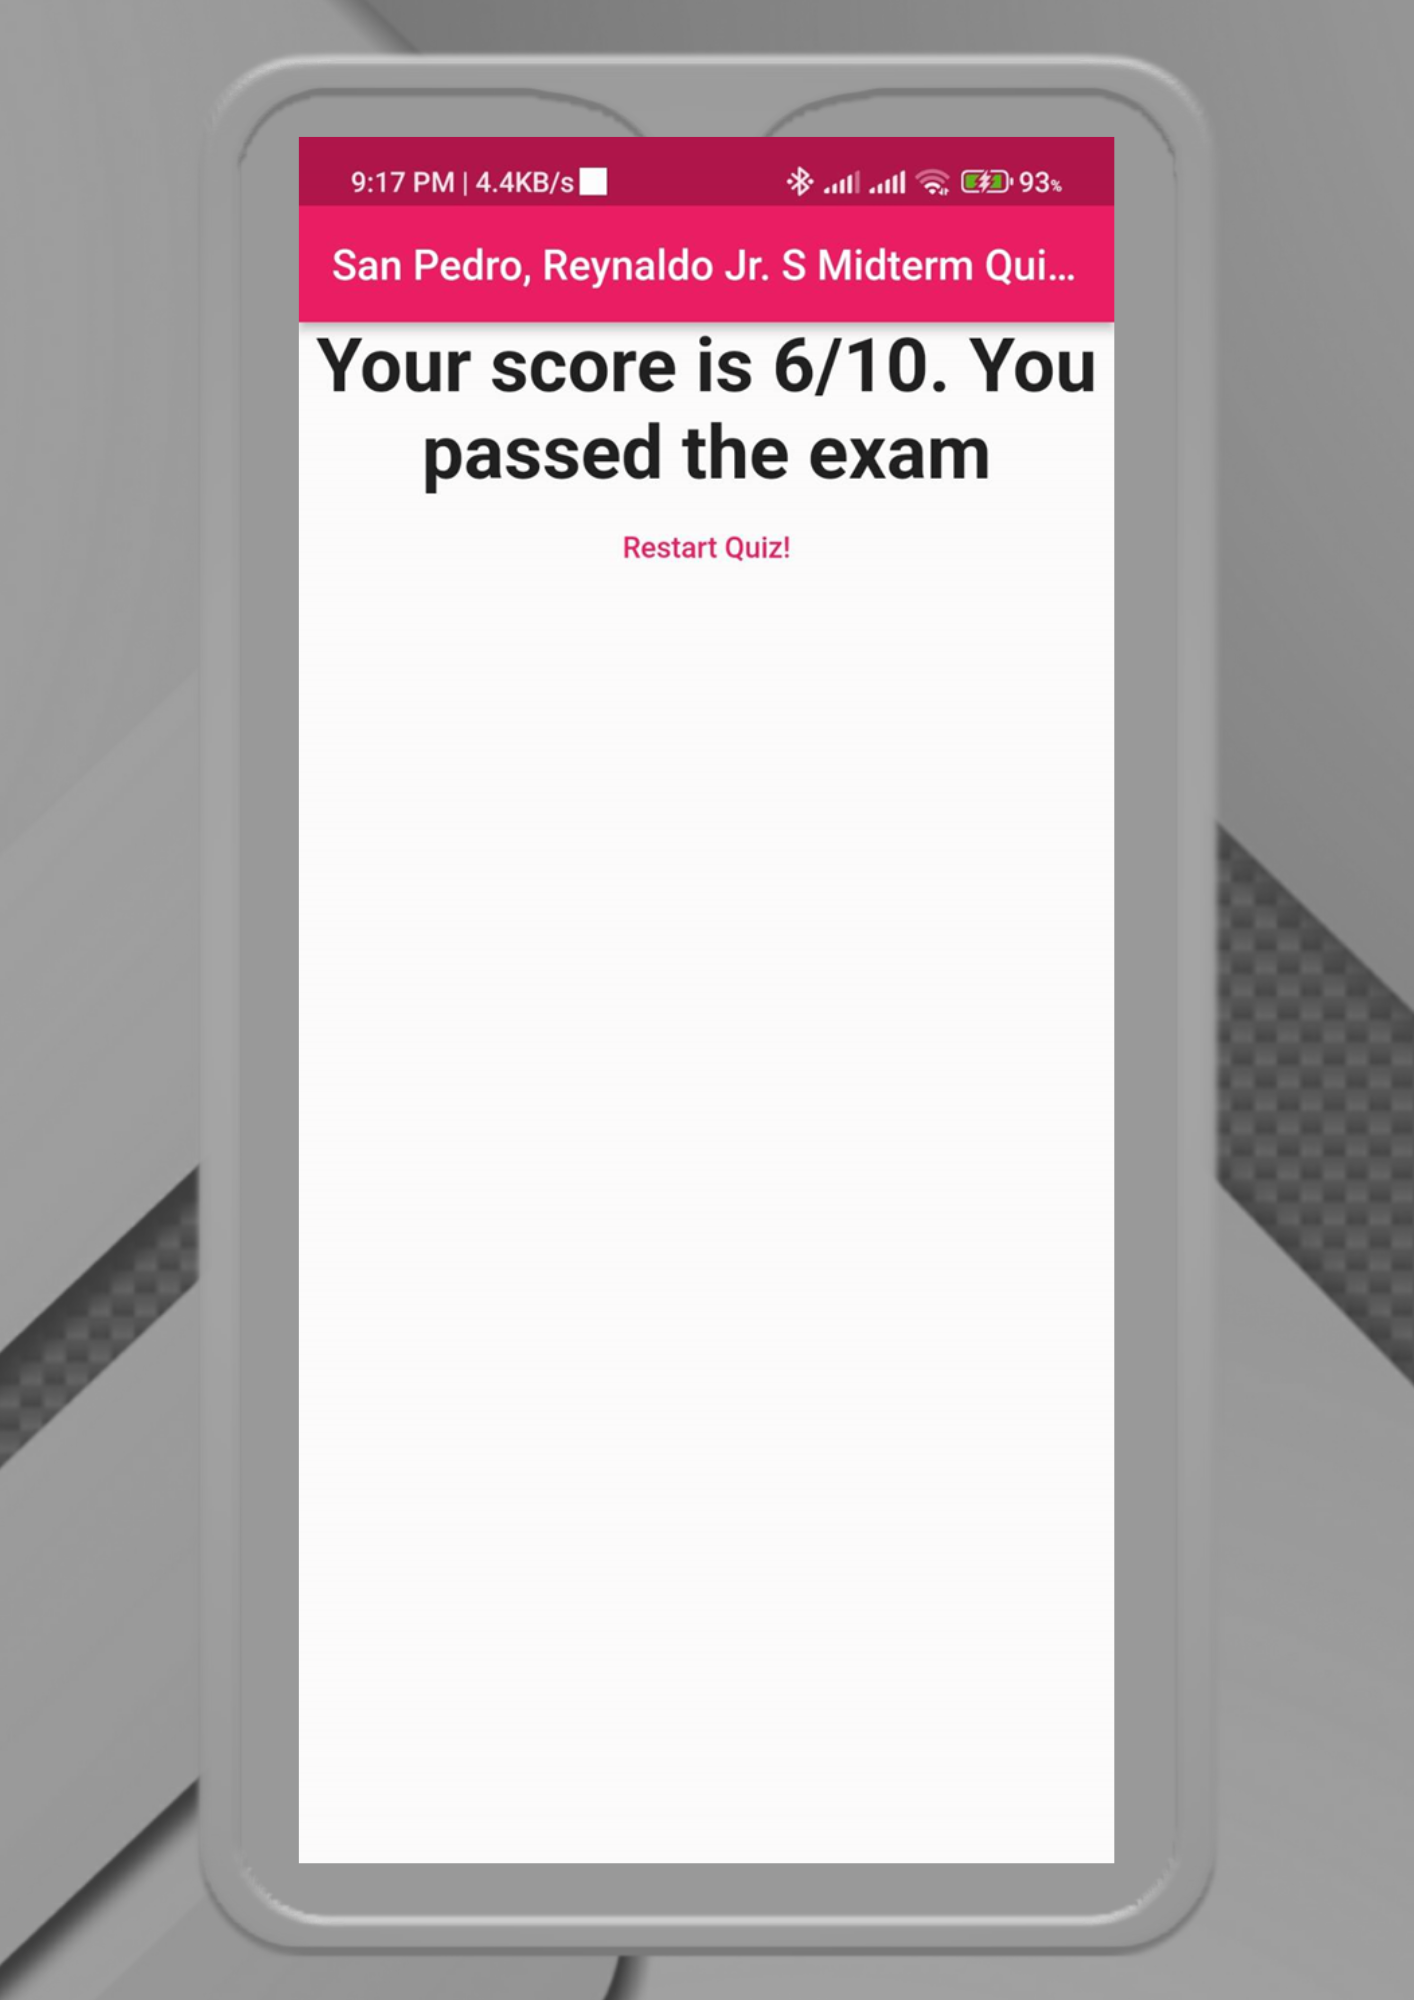 9:17 PM | 4.4KB/s 93%
San Pedro, Reynaldo Jr. S Midterm Qui...
Your score is 6/10. You
passed the exam
Restart Quiz!